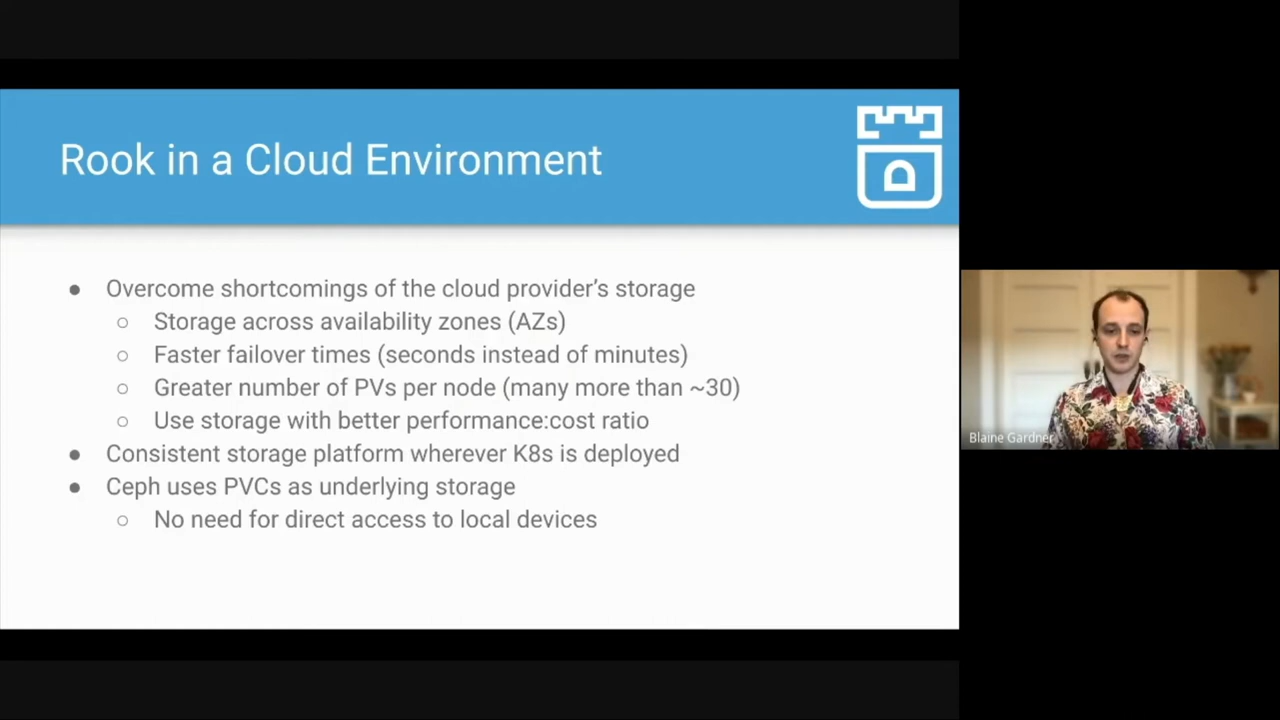 Rook in a Cloud Environment
● Overcome shortcomings of the cloud provider’s storage
○ Storage across availability zones (AZs)
○ Faster failover times (seconds instead of minutes)
○ Greater number of PVs per node (many more than ~30)
○ Use storage with better performance:cost ratio
● Consistent storage platform wherever K8s is deployed
● Ceph uses PVCs as underlying storage
○ No need for direct access to local devices
Blaine Gardner